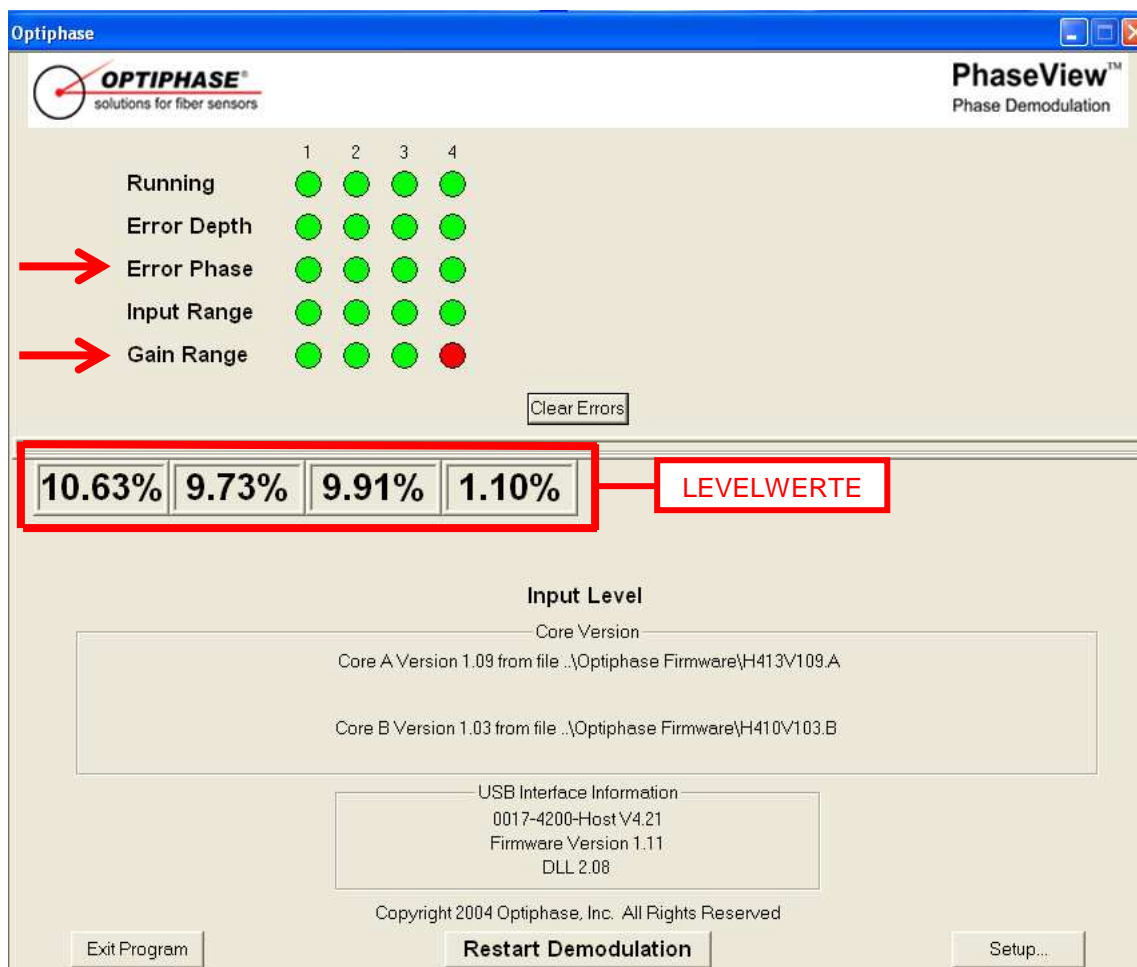 Optiphase
OPTIPHASE®
solutions for fiber sensors
PhaseView™
Phase Demodulation
1 2 3 4
Running
Error Depth
Error Phase
Input Range
Gain Range
Clear Errors
10.63% 9.73% 9.91% 1.10%
LEVELWERTE
Input Level
Core Version
Core A Version 1.09 from file ..\Optiphase Firmware\H413V109.A
Core B Version 1.03 from file ..\Optiphase Firmware\H410V103.B
USB Interface Information
0017-4200-Host V4.21
Firmware Version 1.11
DLL 2.08
Copyright 2004 Optiphase, Inc. All Rights Reserved
Exit Program Restart Demodulation Setup...